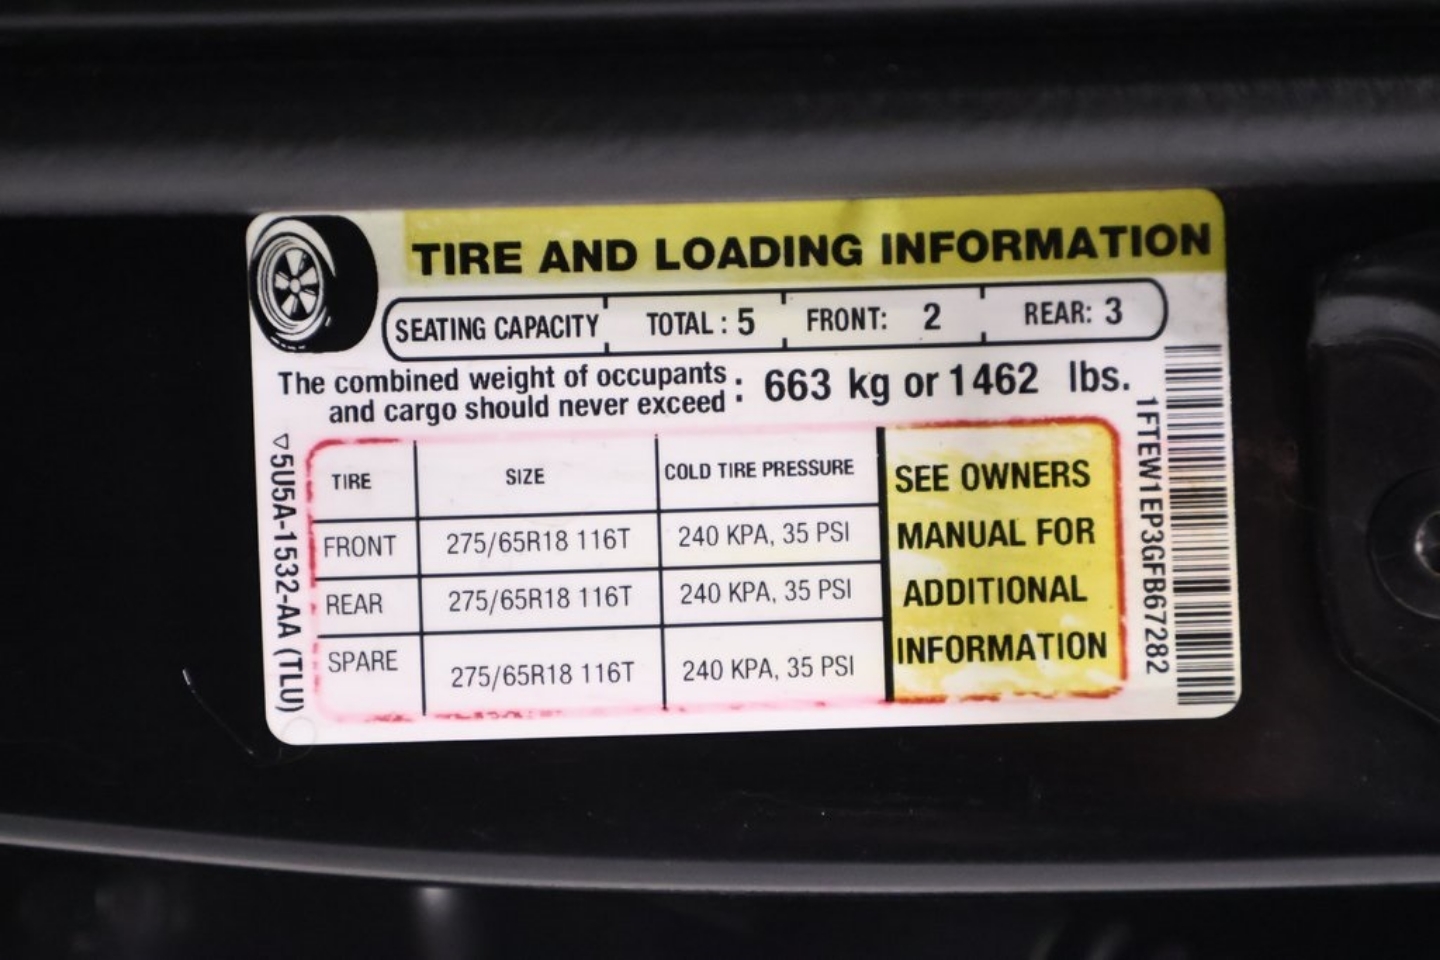 TIRE AND LOADING INFORMATION
SEATING CAPACITY TOTAL : 5 FRONT: 2 REAR: 3
The combined weight of occupants
and cargo should never exceed : 663 kg or 1462 lbs.
TIRE SIZE COLD TIRE PRESSURE
FRONT 275/65R18 116T 240 KPA, 35 PSI
REAR 275/65R18 116T 240 KPA, 35 PSI
SPARE 275/65R18 116T 240 KPA, 35 PSI
SEE OWNERS
MANUAL FOR
ADDITIONAL
INFORMATION
▽5U5A-1532-AA (TLU)
1FTEW1EP3GFB67282